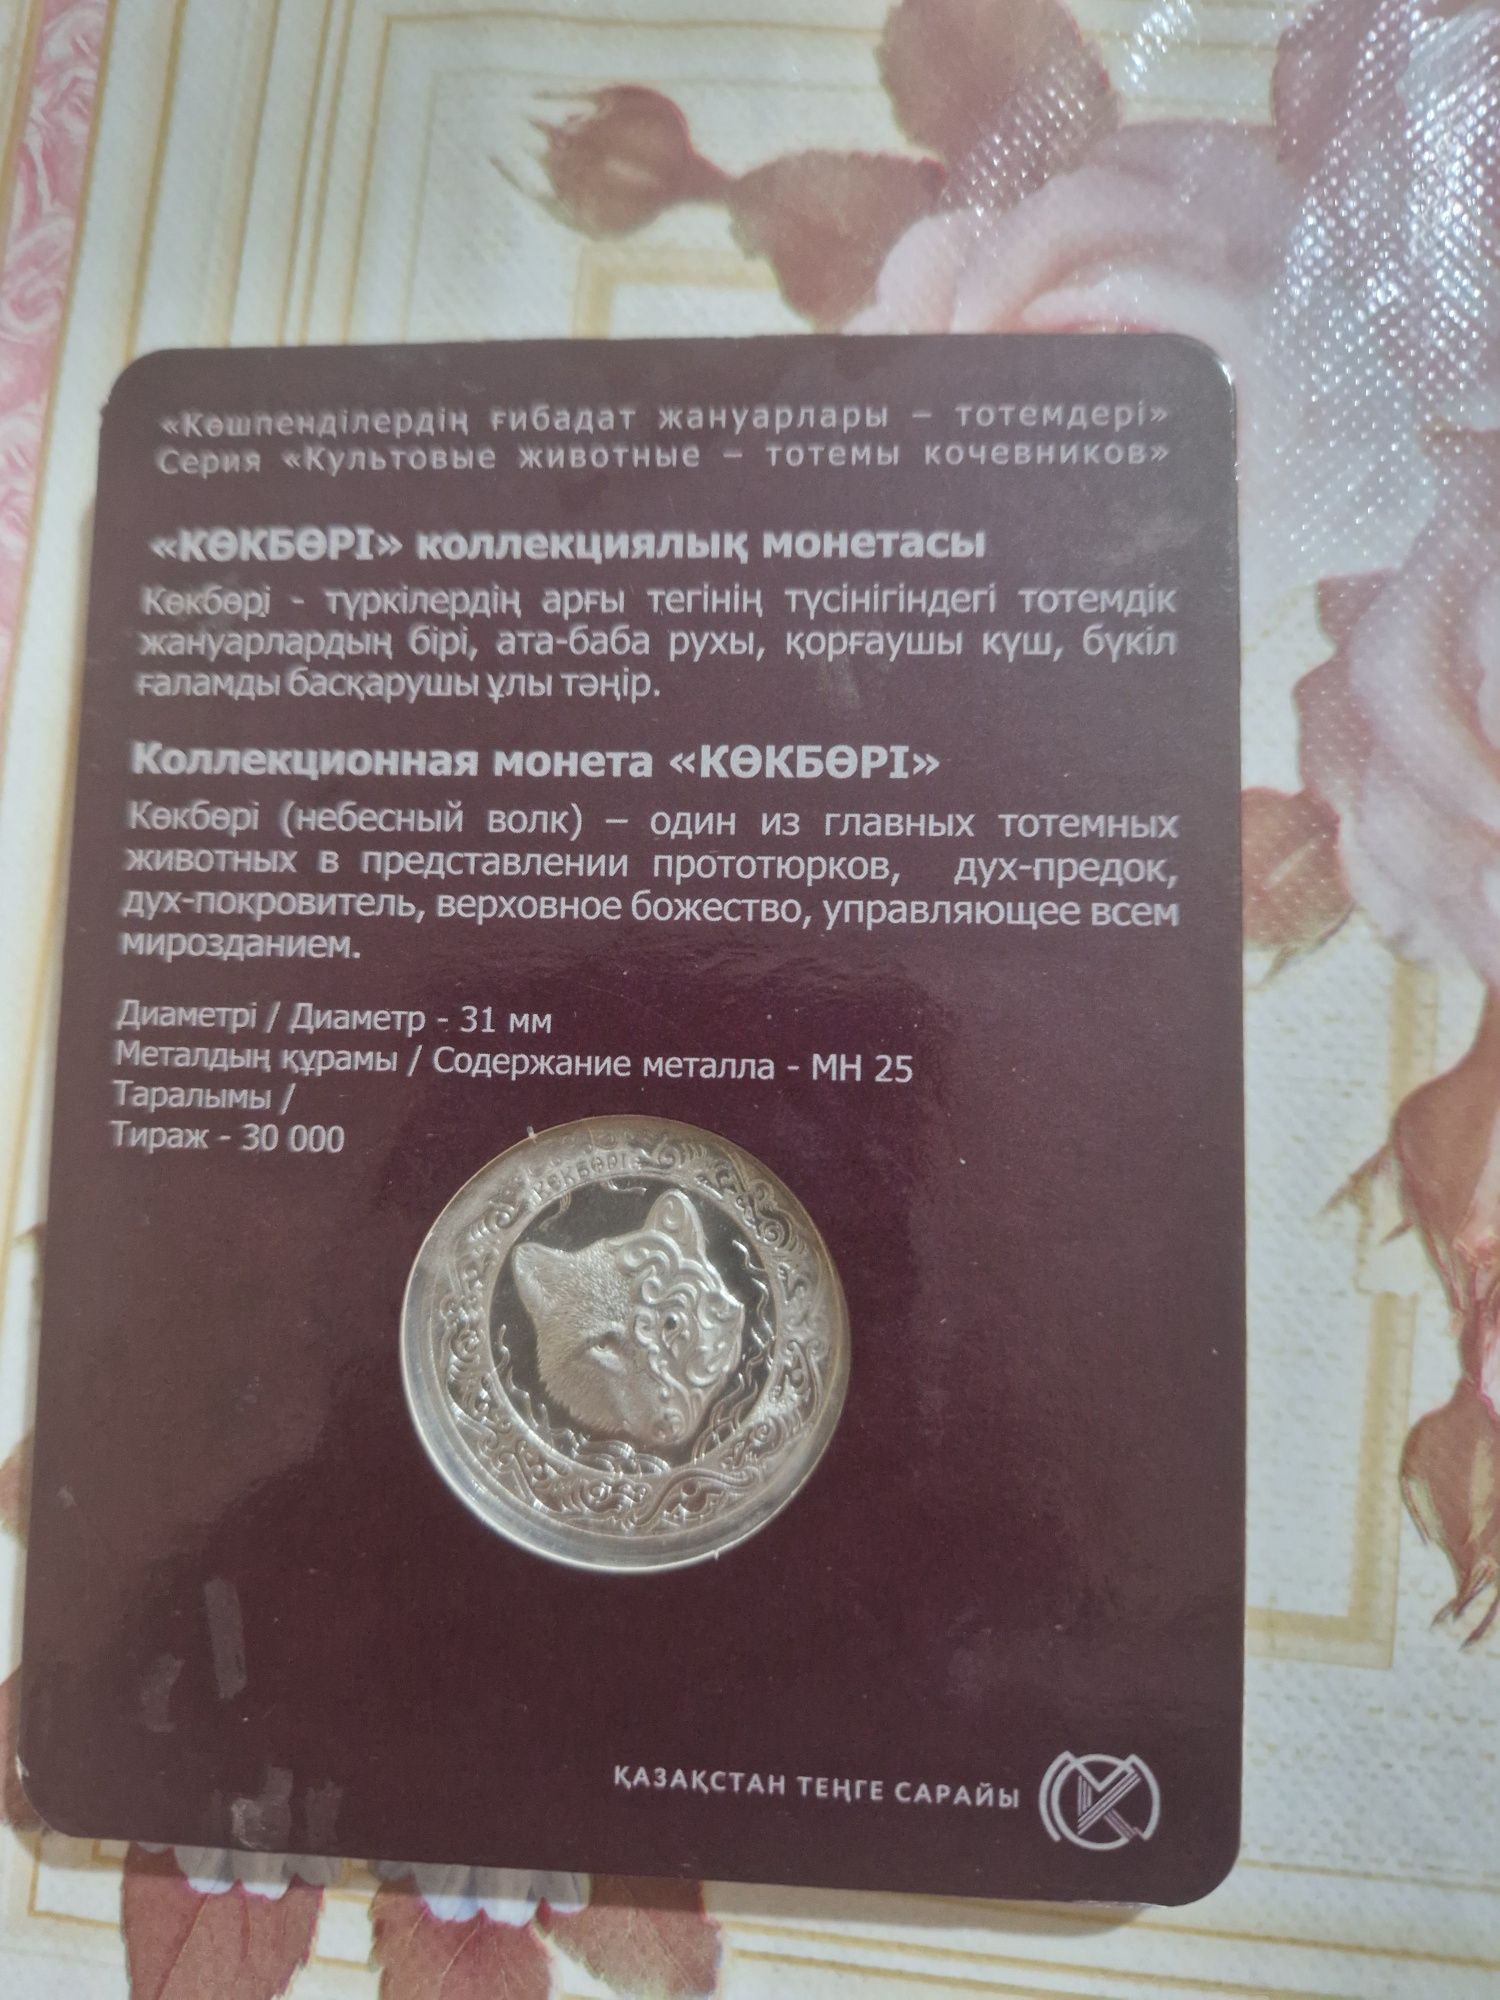 «Көшпенділердің ғибадат жануарлары – тотемдері»
Серия «Культовые животные – тотемы кочевников»
«КӨКБӨРІ» коллекциялық монетасы
Көкбөрі - түркілердің арғы тегінің түсінігіндегі тотемдік
жануарлардың бірі, ата-баба рухы, қорғаушы күш, бүкіл
ғаламды басқарушы ұлы тәңір.
Коллекционная монета «КӨКБӨРІ»
Көкбөрі (небесный волк) – один из главных тотемных
животных в представлении прототюрков, дух-предок,
дух-покровитель, верховное божество, управляющее всем
мирозданием.
Диаметрі / Диаметр - 31 мм
Металдың құрамы / Содержание металла - МН 25
Таралымы /
Тираж - 30 000
КӨКБӨРІ
ҚАЗАҚСТАН ТЕҢГЕ САРАЙЫ